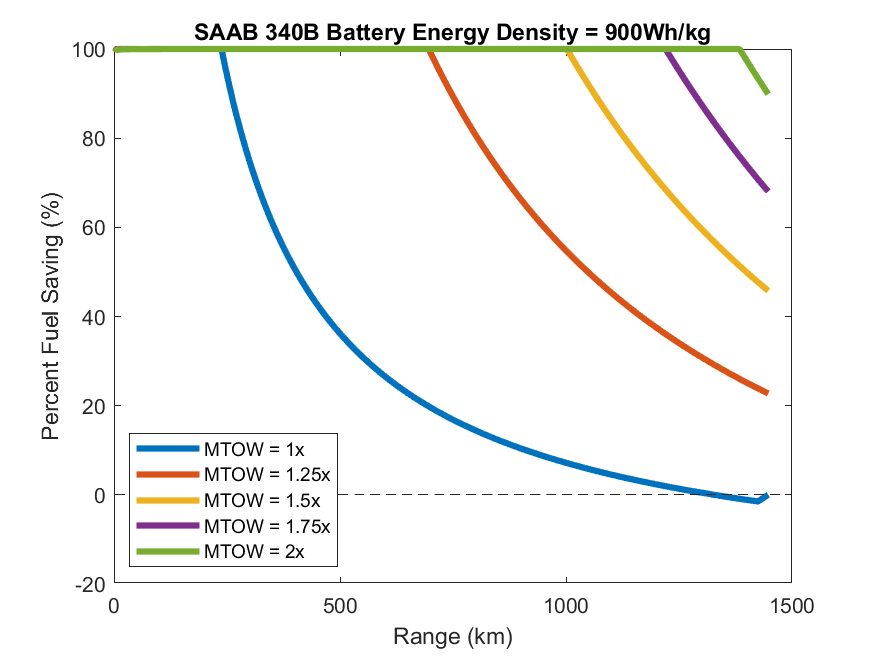 SAAB 340B Battery Energy Density = 900Wh/kg
100
80
60
40
20
0
-20
Percent Fuel Saving (%)
MTOW = 1x
MTOW = 1.25x
MTOW = 1.5x
MTOW = 1.75x
MTOW = 2x
0 500 1000 1500
Range (km)